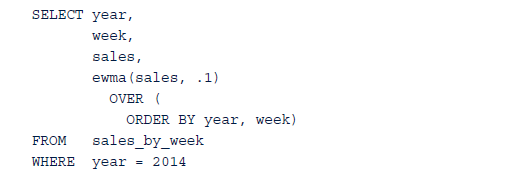 SELECT year,
week,
sales,
ewma(sales, .1)
OVER (
ORDER BY year, week)
FROM sales_by_week
WHERE year = 2014